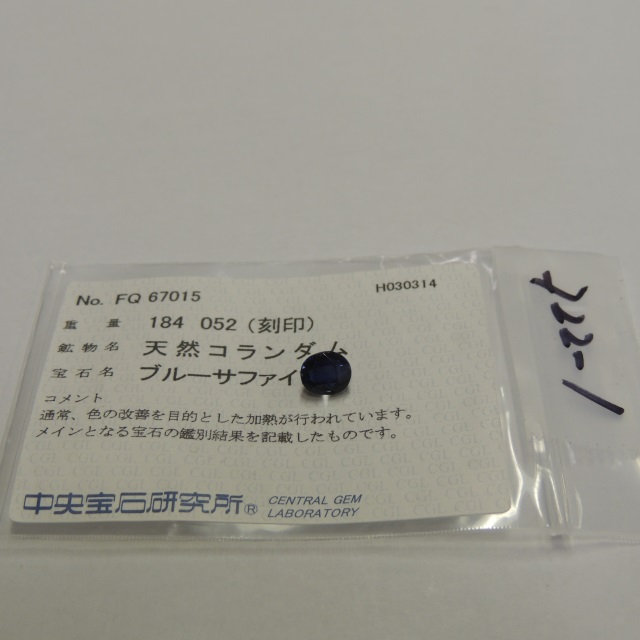 No. FQ 67015
H030314
重量 184 052 (刻印)
鉱物名 天然コランダム
宝石名 ブルーサファイ
コメント
通常、色の改善を目的とした加熱が行われています。
メインとなる宝石の鑑別結果を記載したものです。
中央宝石研究所® CENTRAL GEM
LABORATORY